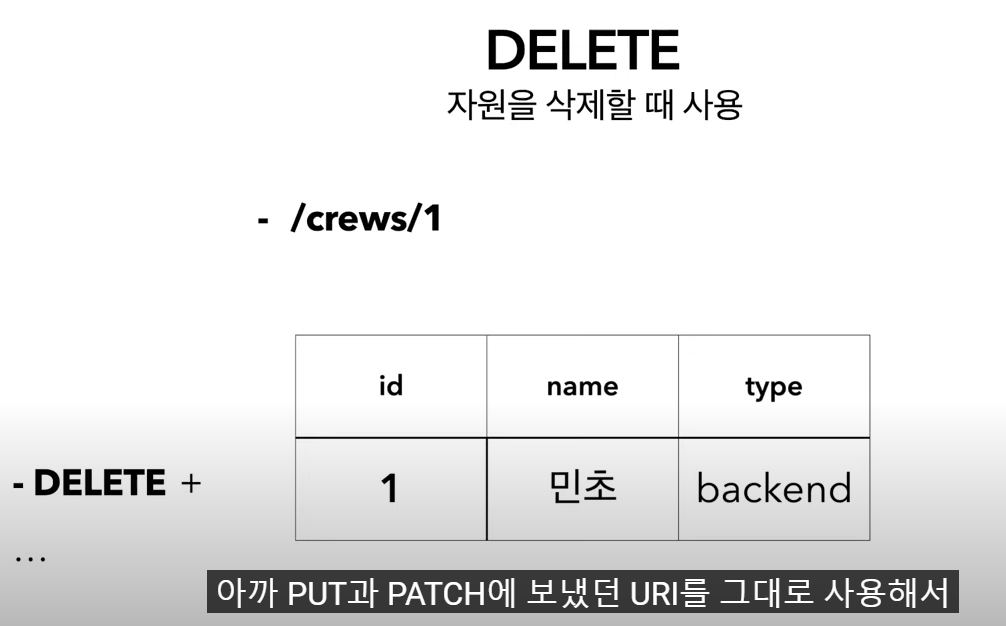 DELETE
자원을 삭제할 때 사용
- /crews/1
id name type
- DELETE + 1 민초 backend
...
아까 PUT과 PATCH에 보냈던 URI를 그대로 사용해서